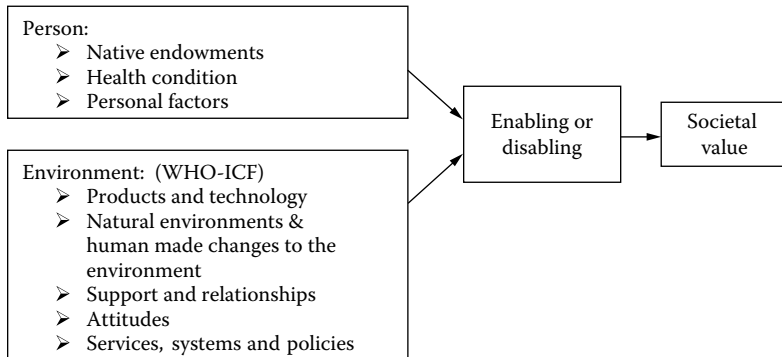 Person:
➢ Native endowments
➢ Health condition
➢ Personal factors
Environment: (WHO-ICF)
➢ Products and technology
➢ Natural environments &
human made changes to the
environment
➢ Support and relationships
➢ Attitudes
➢ Services, systems and policies
Enabling or
disabling
Societal
value